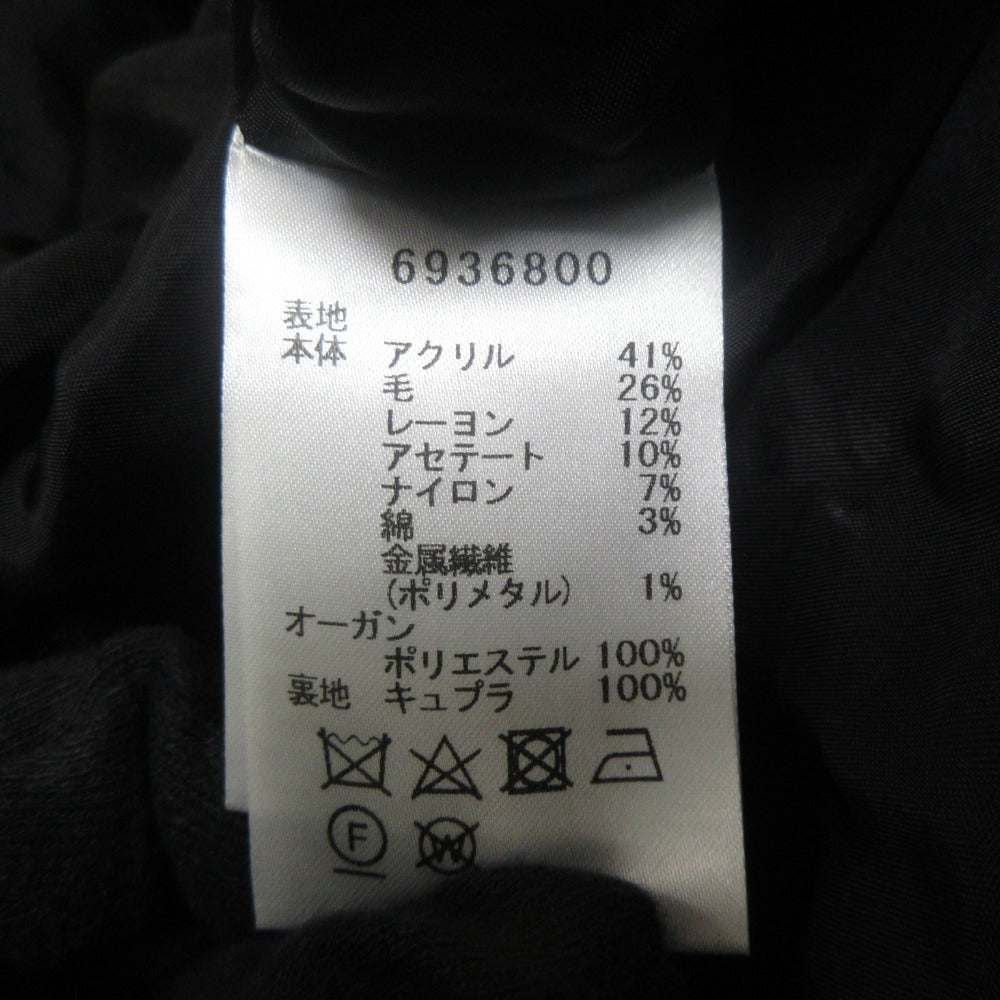 6936800
表地
本体 アクリル 41%
毛 26%
レーヨン 12%
アセテート 10%
ナイロン 7%
綿 3%
金属繊維
(ポリメタル) 1%
オーガン
ポリエステル 100%
裏地 キュプラ 100%
F W